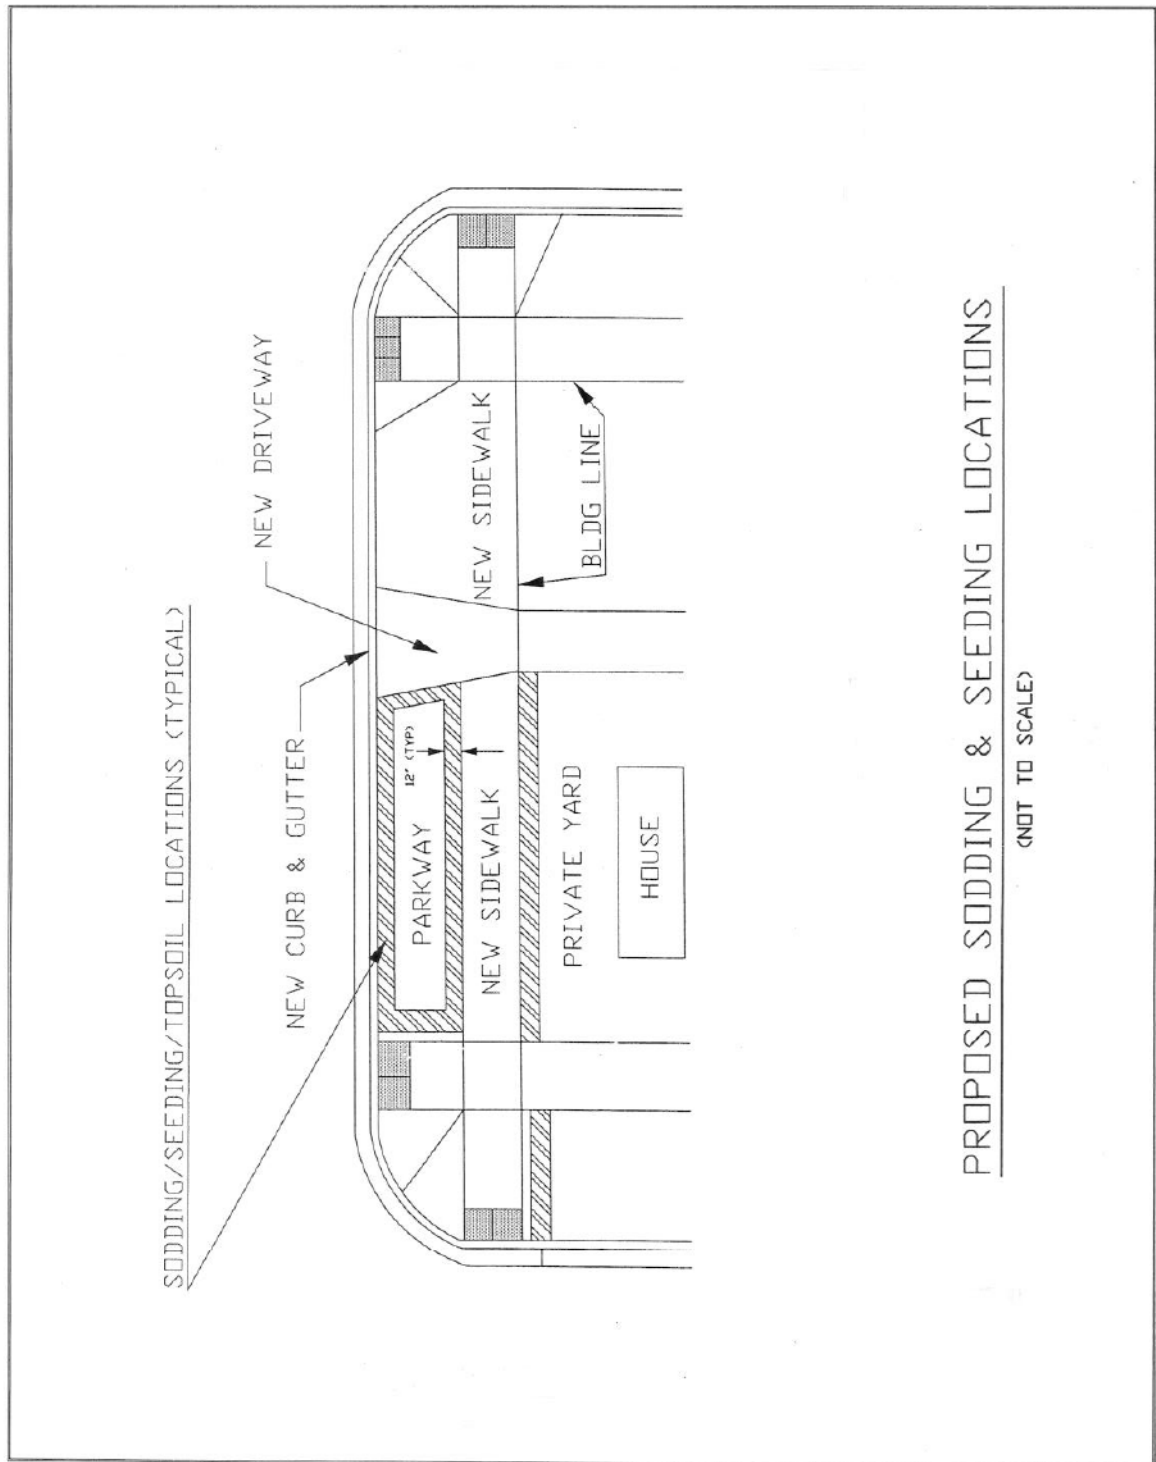 SODDING/SEEDING/TOPSOIL LOCATIONS (TYPICAL)
NEW CURB & GUTTER
NEW DRIVEWAY
12" (TYP)
PARKWAY
NEW SIDEWALK
NEW SIDEWALK
PRIVATE YARD
BLDG LINE
HOUSE
PROPOSED SODDING & SEEDING LOCATIONS
(NOT TO SCALE)